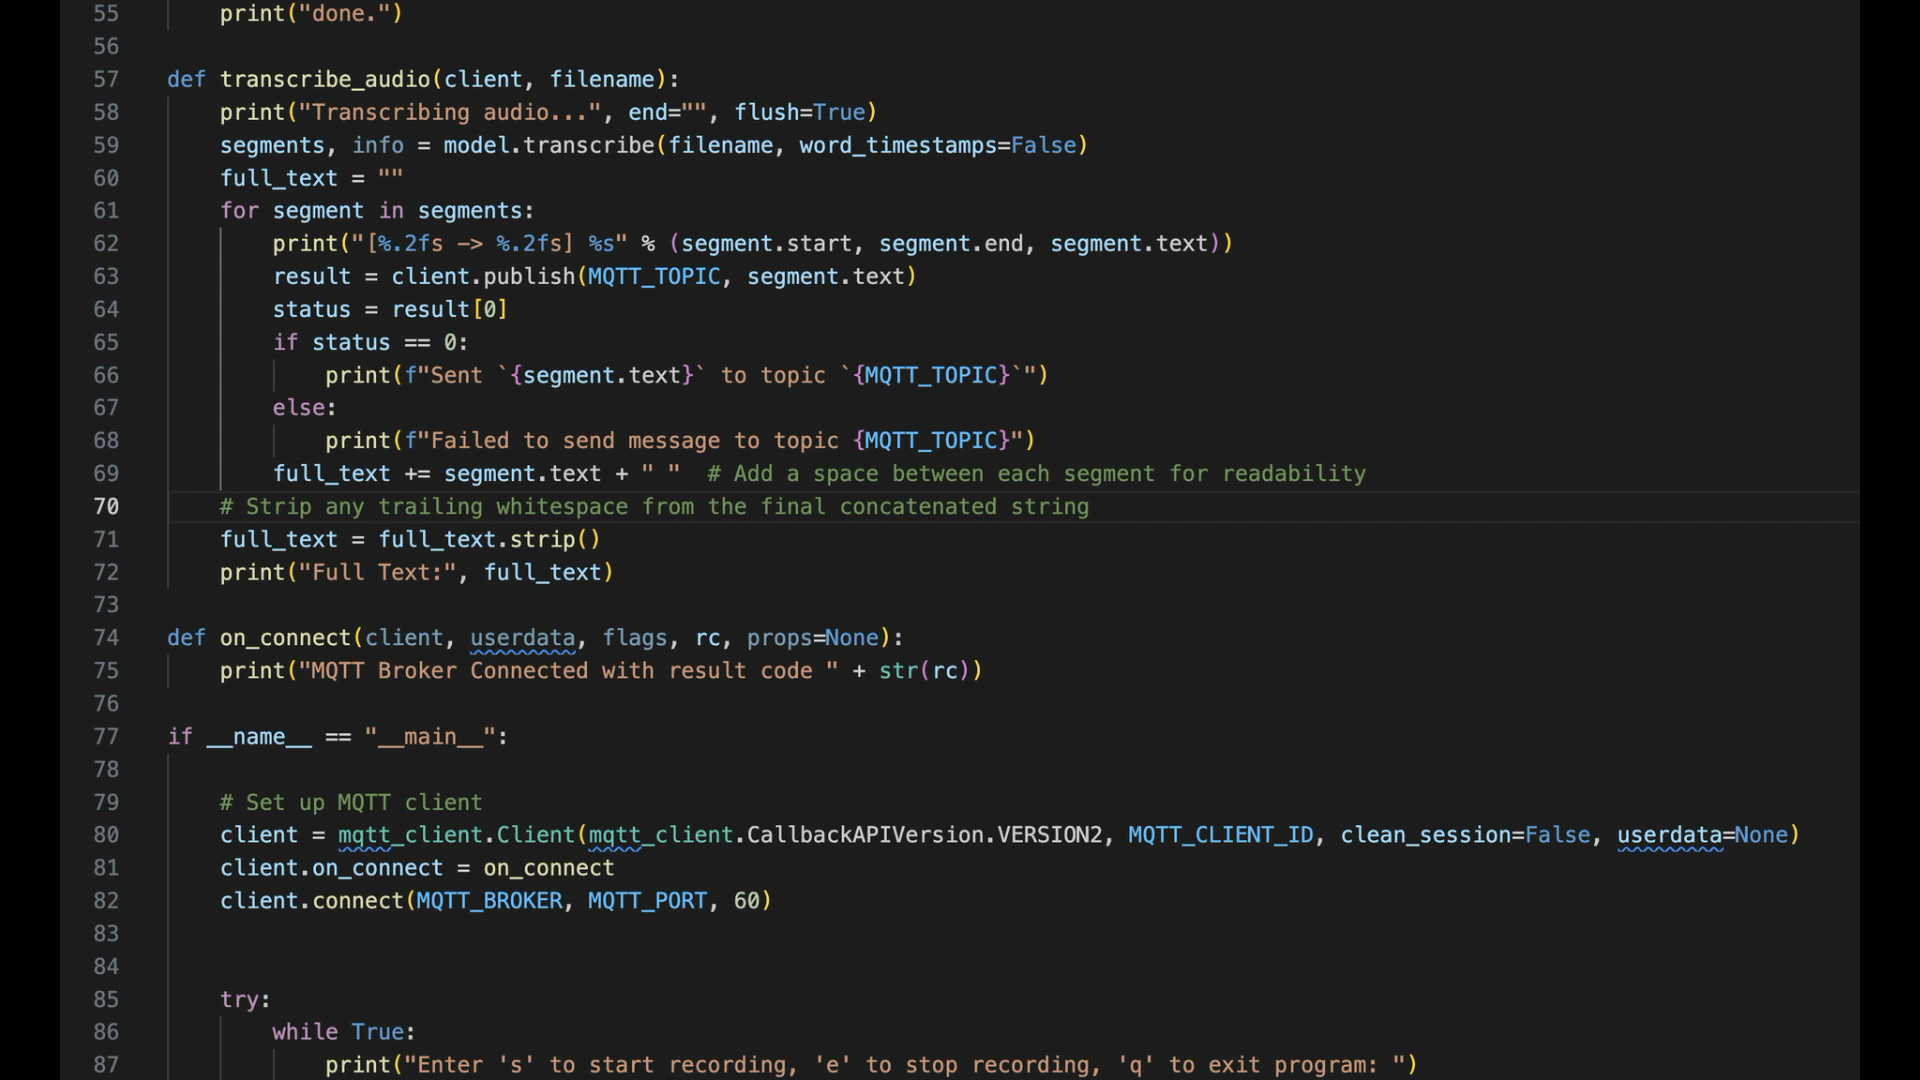 55 print("done.")
56
57 def transcribe_audio(client, filename):
58 print("Transcribing audio...", end="", flush=True)
59 segments, info = model.transcribe(filename, word_timestamps=False)
60 full_text = ""
61 for segment in segments:
62 print("[%.2fs -> %.2fs] %s" % (segment.start, segment.end, segment.text))
63 result = client.publish(MQTT_TOPIC, segment.text)
64 status = result[0]
65 if status == 0:
66 print(f"Sent `{segment.text}` to topic `{MQTT_TOPIC}`")
67 else:
68 print(f"Failed to send message to topic {MQTT_TOPIC}")
69 full_text += segment.text + " "  # Add a space between each segment for readability
70 # Strip any trailing whitespace from the final concatenated string
71 full_text = full_text.strip()
72 print("Full Text:", full_text)
73
74 def on_connect(client, userdata, flags, rc, props=None):
75 print("MQTT Broker Connected with result code " + str(rc))
76
77 if __name__ == "__main__":
78
79 # Set up MQTT client
80 client = mqtt_client.Client(mqtt_client.CallbackAPIVersion.VERSION2, MQTT_CLIENT_ID, clean_session=False, userdata=None)
81 client.on_connect = on_connect
82 client.connect(MQTT_BROKER, MQTT_PORT, 60)
83
84
85 try:
86 while True:
87 print("Enter 's' to start recording, 'e' to stop recording, 'q' to exit program: ")